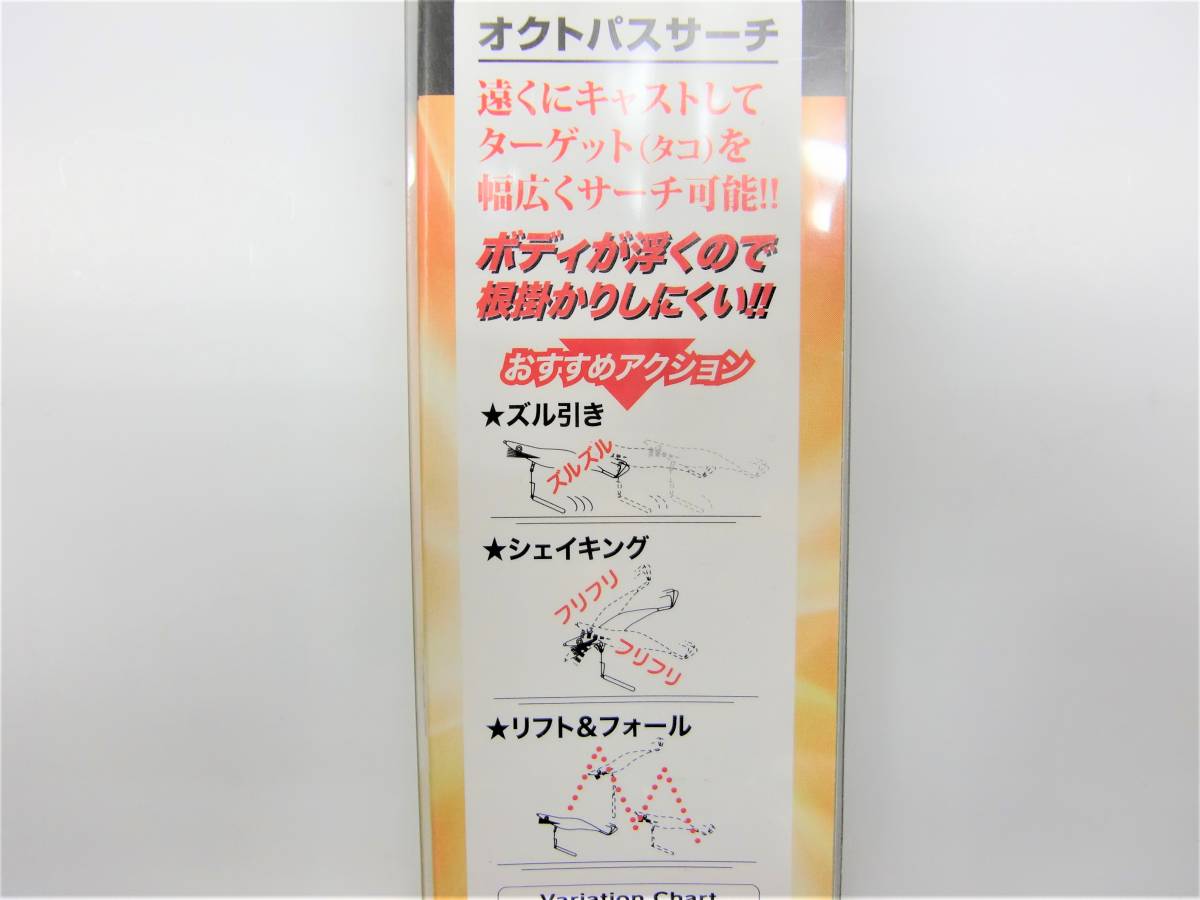 オクトパスサーチ
遠くにキャストして
ターゲット(タコ)を
幅広くサーチ可能!!
ボディが浮くので
根掛かりしにくい!!
おすすめアクション
★ズル引き
ズルズル
★シェイキング
フリフリ
フリフリ
★リフト&フォール
Variation Chart